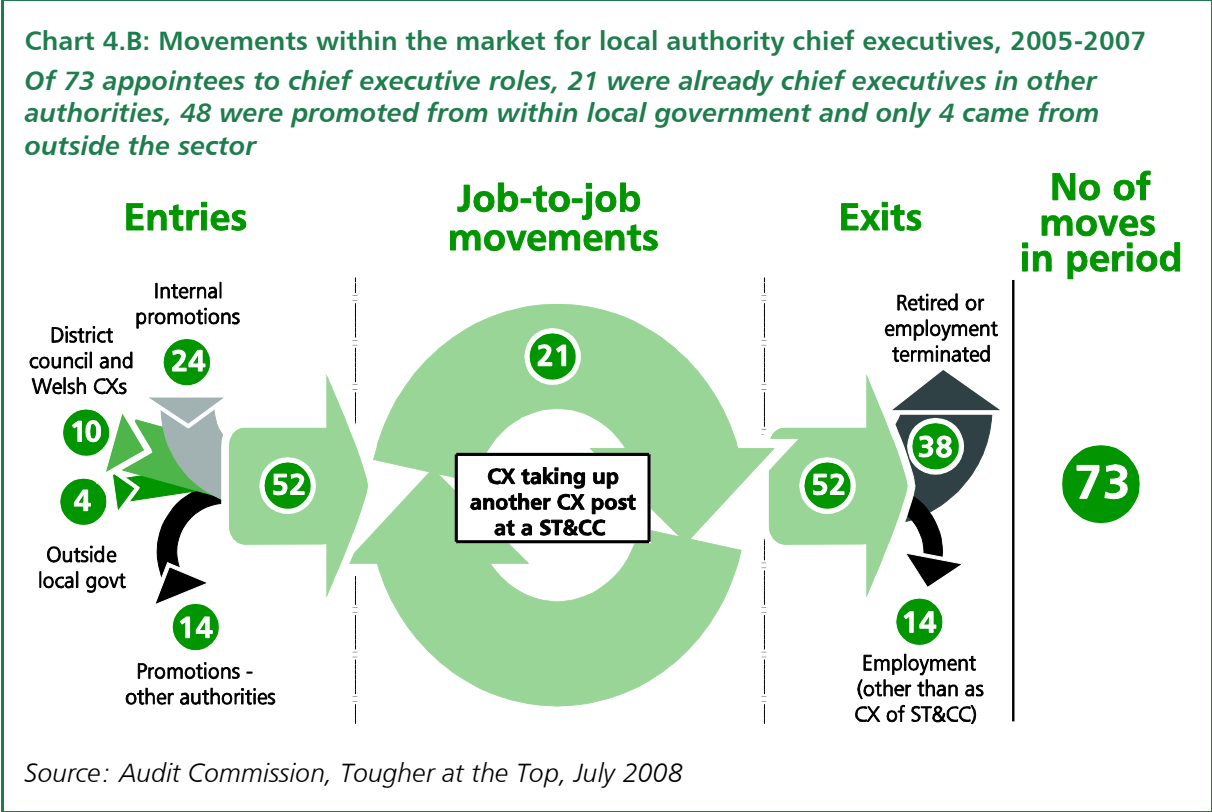 Chart 4.B: Movements within the market for local authority chief executives, 2005-2007
Of 73 appointees to chief executive roles, 21 were already chief executives in other
authorities, 48 were promoted from within local government and only 4 came from
outside the sector
Entries
Job-to-job
movements
Exits
No of
moves
in period
Internal
promotions
24
District
council and
Welsh CXs
10
4
Outside
local govt
14
Promotions -
other authorities
52
21
CX taking up
another CX post
at a ST&CC
52
Retired or
employment
terminated
38
14
Employment
(other than as
CX of ST&CC)
73
Source: Audit Commission, Tougher at the Top, July 2008